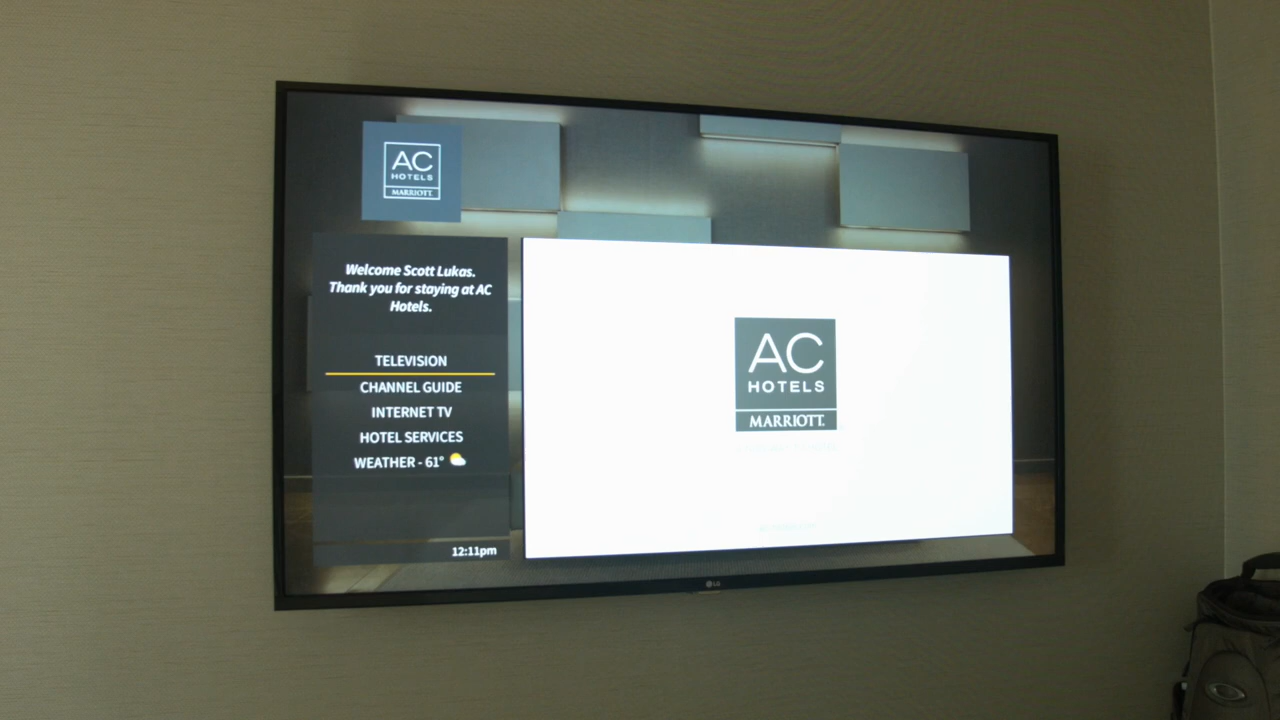 AC
HOTELS
MARRIOTT
Welcome Scott Lukas.
Thank you for staying at AC
Hotels.
TELEVISION
CHANNEL GUIDE
INTERNET TV
HOTEL SERVICES
WEATHER - 61°
12:11pm
AC
HOTELS
MARRIOTT
LG